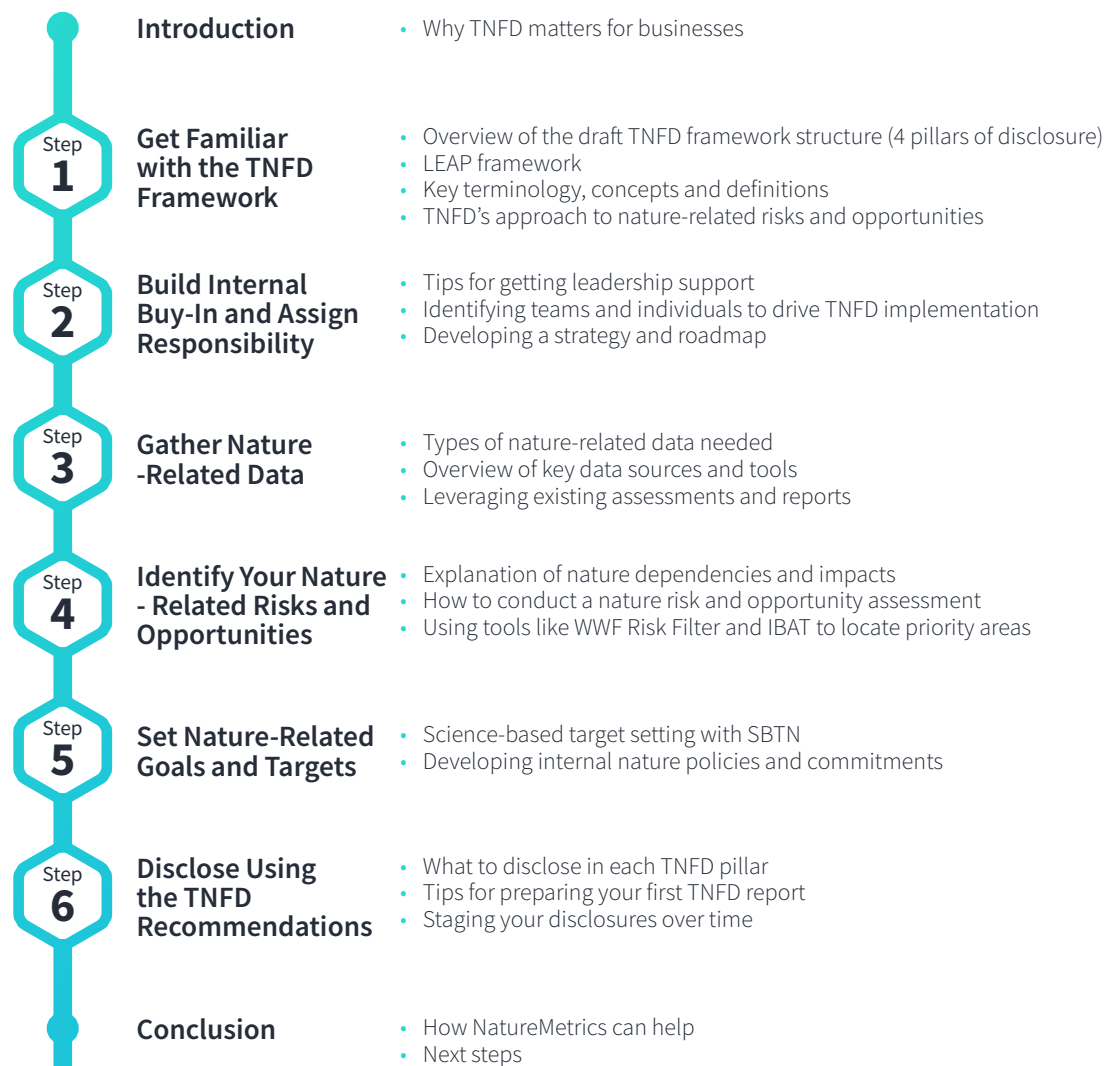 Introduction
• Why TNFD matters for businesses
Step
1
Get Familiar
with the TNFD
Framework
• Overview of the draft TNFD framework structure (4 pillars of disclosure)
• LEAP framework
• Key terminology, concepts and definitions
• TNFD’s approach to nature-related risks and opportunities
Step
2
Build Internal
Buy-In and Assign
Responsibility
• Tips for getting leadership support
• Identifying teams and individuals to drive TNFD implementation
• Developing a strategy and roadmap
Step
3
Gather Nature
-Related Data
• Types of nature-related data needed
• Overview of key data sources and tools
• Leveraging existing assessments and reports
Step
4
Identify Your Nature
- Related Risks and
Opportunities
• Explanation of nature dependencies and impacts
• How to conduct a nature risk and opportunity assessment
• Using tools like WWF Risk Filter and IBAT to locate priority areas
Step
5
Set Nature-Related
Goals and Targets
• Science-based target setting with SBTN
• Developing internal nature policies and commitments
Step
6
Disclose Using
the TNFD
Recommendations
• What to disclose in each TNFD pillar
• Tips for preparing your first TNFD report
• Staging your disclosures over time
Conclusion
• How NatureMetrics can help
• Next steps